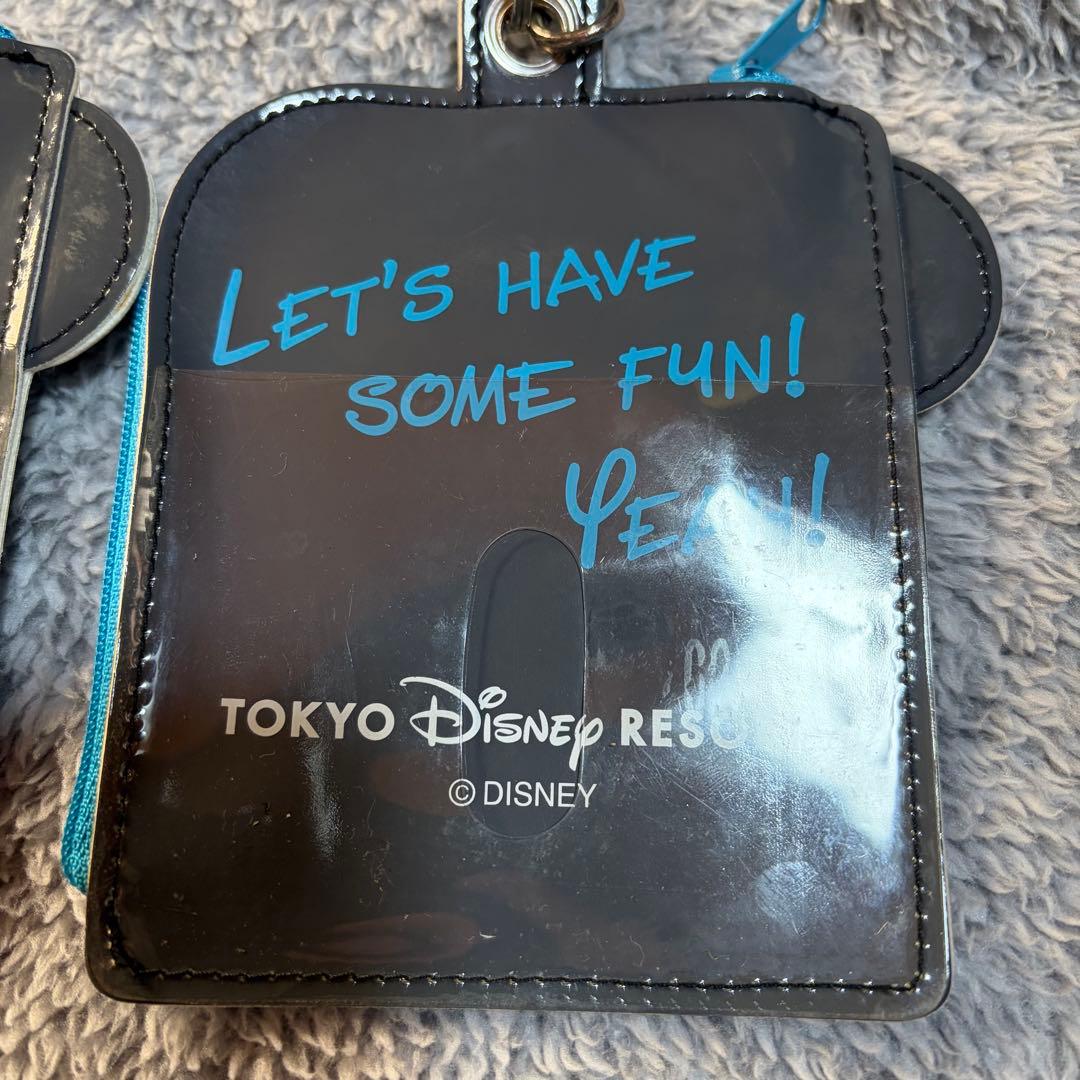 LET'S HAVE
SOME FUN!
YEAH!
TOKYO Disney RESO
© DISNEY